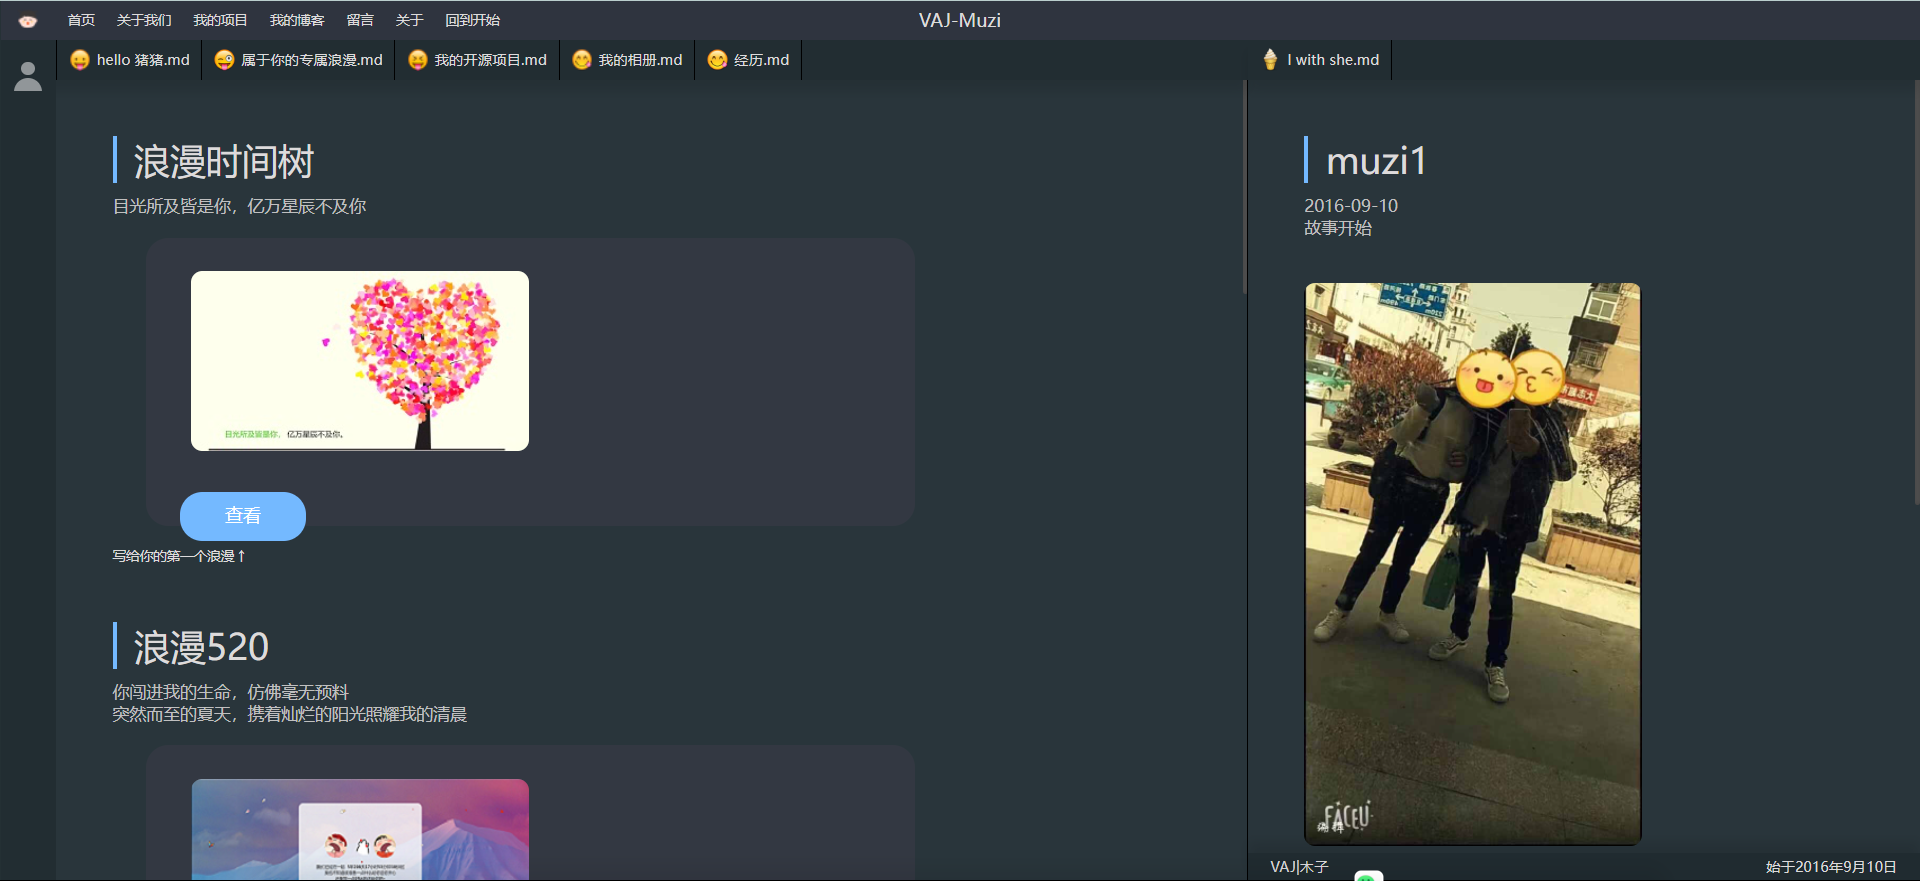 首页 关于我们 我的项目 我的博客 留言 关于 回到开始
VAJ-Muzi
hello 猪猪.md
属于你的专属浪漫.md
我的开源项目.md
我的相册.md
经历.md
I with she.md
浪漫时间树
目光所及皆是你，亿万星辰不及你
目光所及皆是你，亿万星辰不及你。
查看
写给你的第一个浪漫↑
浪漫520
你闯进我的生命，仿佛毫无预料
突然而至的夏天，携着灿烂的阳光照耀我的清晨
muzi1
2016-09-10
故事开始
FACEU
VAJ|木子
始于2016年9月10日